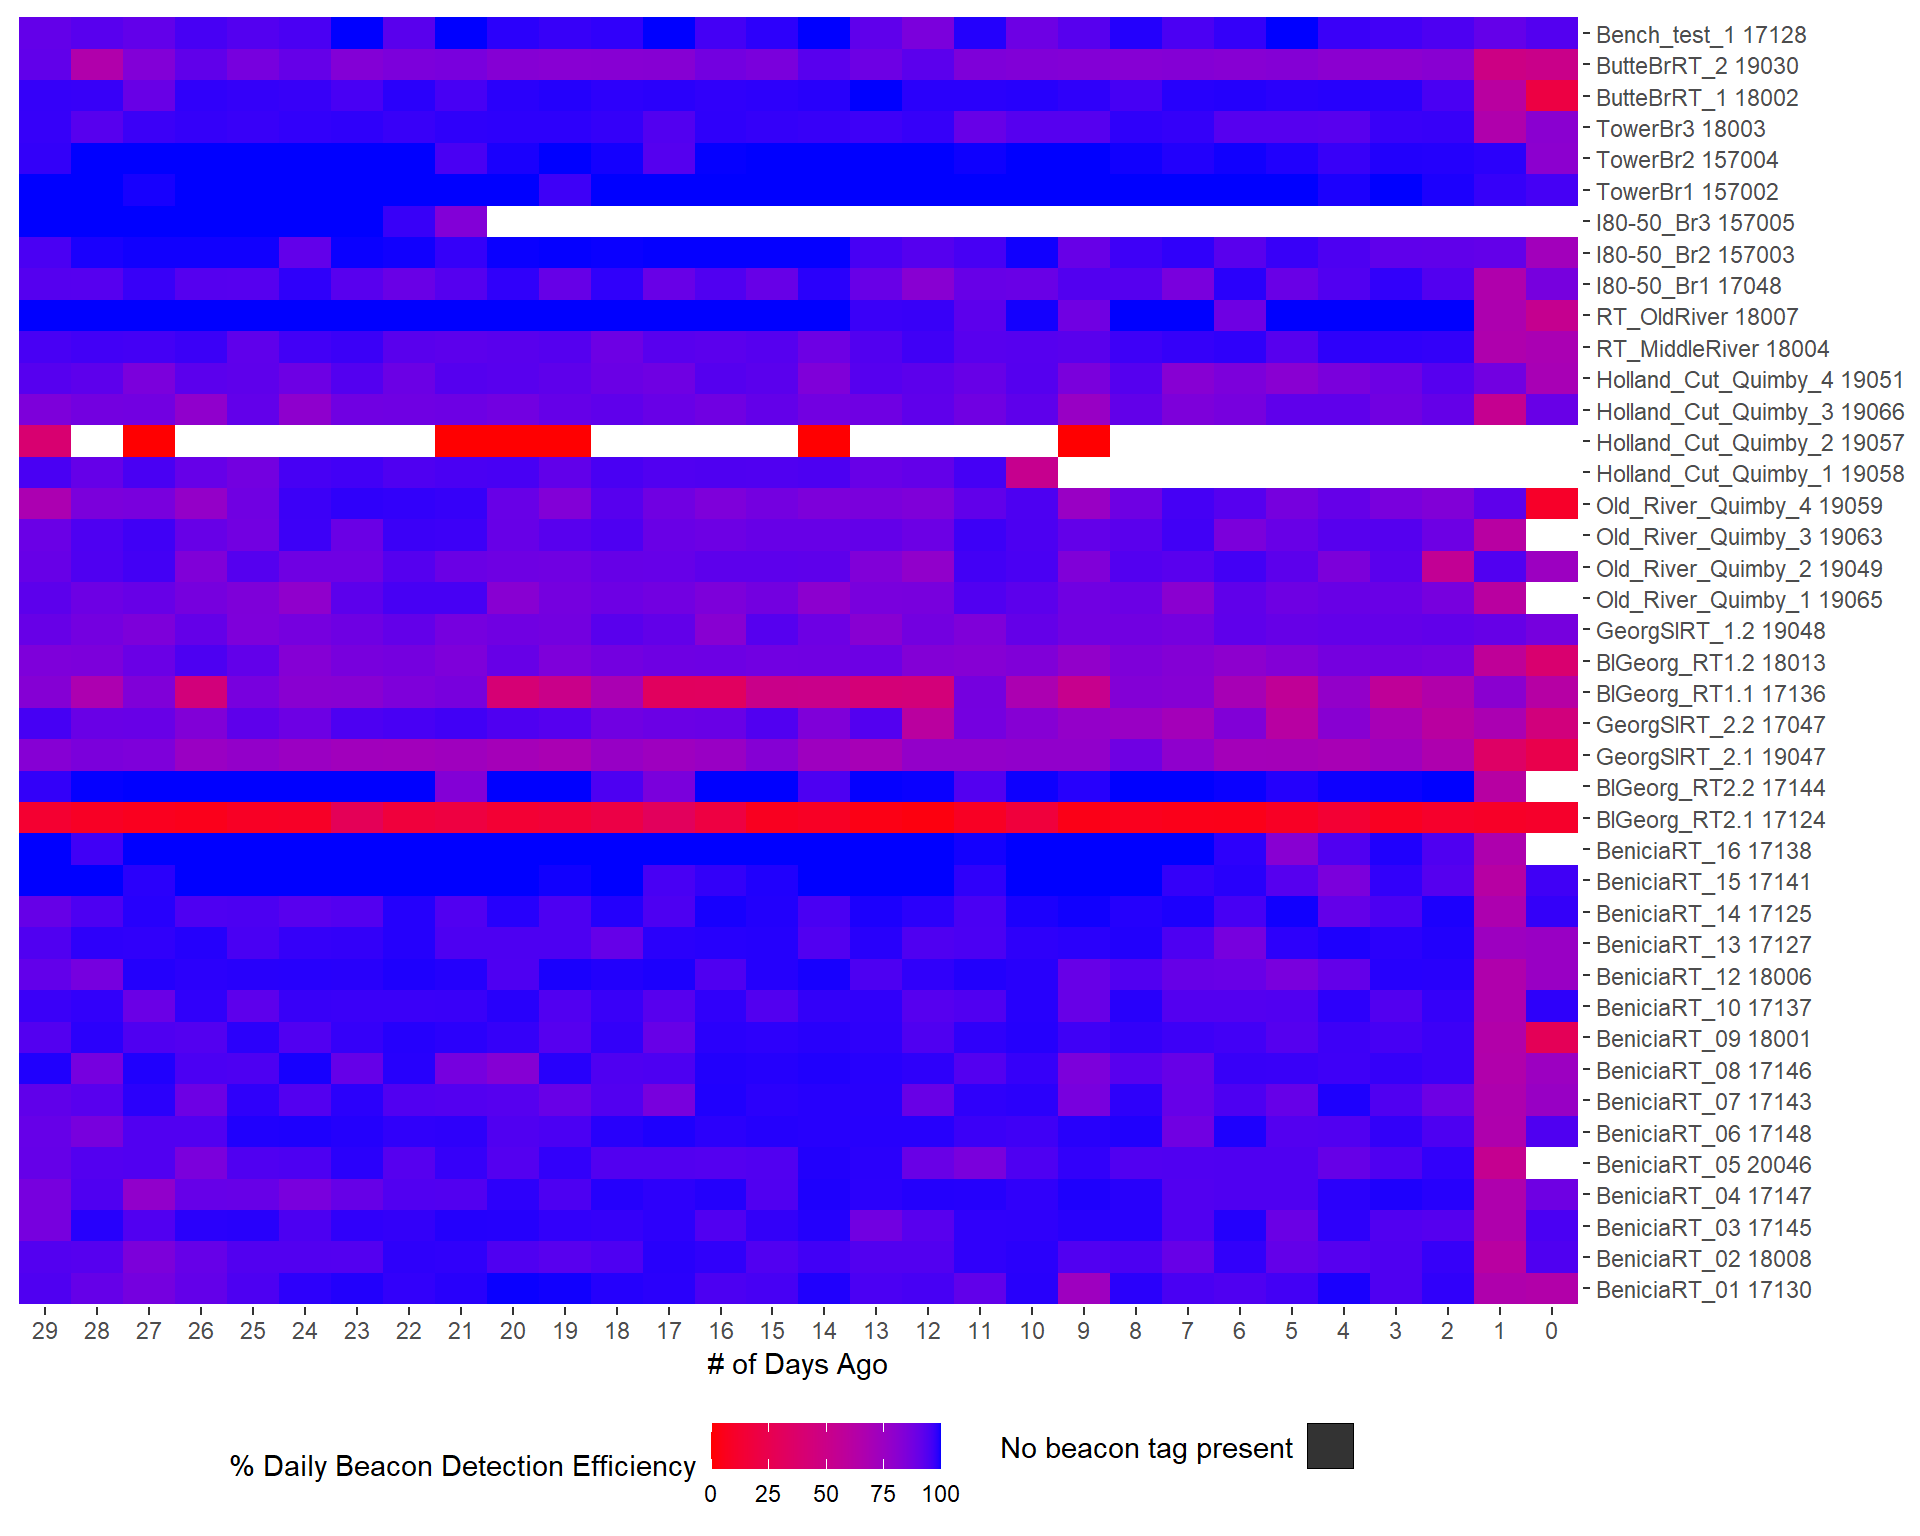 Bench_test_1 17128
ButteBrRT_2 19030
ButteBrRT_1 18002
TowerBr3 18003
TowerBr2 157004
TowerBr1 157002
I80-50_Br3 157005
I80-50_Br2 157003
I80-50_Br1 17048
RT_OldRiver 18007
RT_MiddleRiver 18004
Holland_Cut_Quimby_4 19051
Holland_Cut_Quimby_3 19066
Holland_Cut_Quimby_2 19057
Holland_Cut_Quimby_1 19058
Old_River_Quimby_4 19059
Old_River_Quimby_3 19063
Old_River_Quimby_2 19049
Old_River_Quimby_1 19065
GeorgSlRT_1.2 19048
BlGeorg_RT1.2 18013
BlGeorg_RT1.1 17136
GeorgSlRT_2.2 17047
GeorgSlRT_2.1 19047
BlGeorg_RT2.2 17144
BlGeorg_RT2.1 17124
BeniciaRT_16 17138
BeniciaRT_15 17141
BeniciaRT_14 17125
BeniciaRT_13 17127
BeniciaRT_12 18006
BeniciaRT_10 17137
BeniciaRT_09 18001
BeniciaRT_08 17146
BeniciaRT_07 17143
BeniciaRT_06 17148
BeniciaRT_05 20046
BeniciaRT_04 17147
BeniciaRT_03 17145
BeniciaRT_02 18008
BeniciaRT_01 17130
29 28 27 26 25 24 23 22 21 20 19 18 17 16 15 14 13 12 11 10 9 8 7 6 5 4 3 2 1 0
# of Days Ago
% Daily Beacon Detection Efficiency
0 25 50 75 100
No beacon tag present